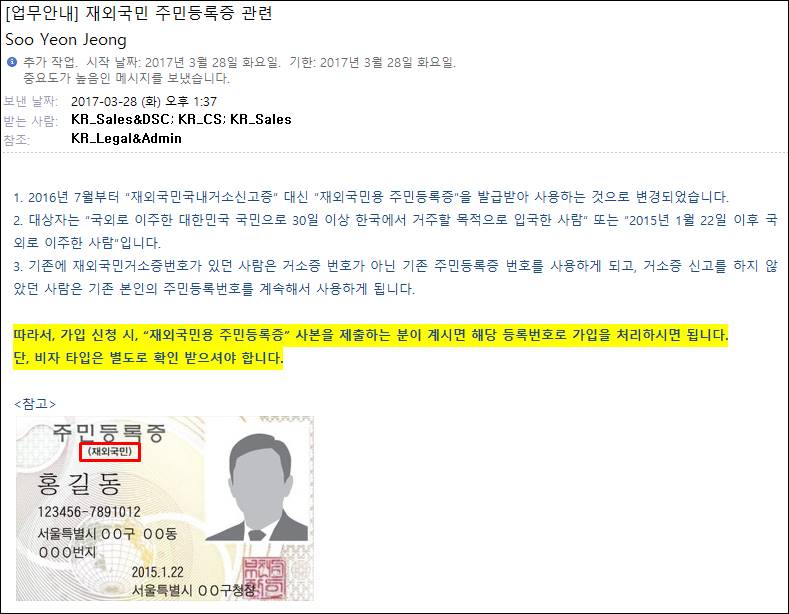 [업무안내] 재외국민 주민등록증 관련
Soo Yeon Jeong
추가 작업. 시작 날짜: 2017년 3월 28일 화요일. 기한: 2017년 3월 28일 화요일.
중요도가 높음인 메시지를 보냈습니다.
보낸 날짜: 2017-03-28 (화) 오후 1:37
받는 사람: KR_Sales&DSC; KR_CS; KR_Sales
참조: KR_Legal&Admin
1. 2016년 7월부터 "재외국민국내거소신고증" 대신 "재외국민용 주민등록증"을 발급받아 사용하는 것으로 변경되었습니다.
2. 대상자는 "국외로 이주한 대한민국 국민으로 30일 이상 한국에서 거주할 목적으로 입국한 사람" 또는 "2015년 1월 22일 이후 국
외로 이주한 사람"입니다.
3. 기존에 재외국민거소증번호가 있던 사람은 거소증 번호가 아닌 기존 주민등록증 번호를 사용하게 되고, 거소증 신고를 하지 않
았던 사람은 기존 본인의 주민등록번호를 계속해서 사용하게 됩니다.
따라서, 가입 신청 시, "재외국민용 주민등록증" 사본을 제출하는 분이 계시면 해당 등록번호로 가입을 처리하시면 됩니다.
단, 비자 타입은 별도로 확인 받으셔야 합니다.
<참고>
주민등록증
(재외국민)
홍길동
123456-7891012
서울특별시 OO구 OO동
OOO번지
2015.1.22
서울특별시 OO구청장